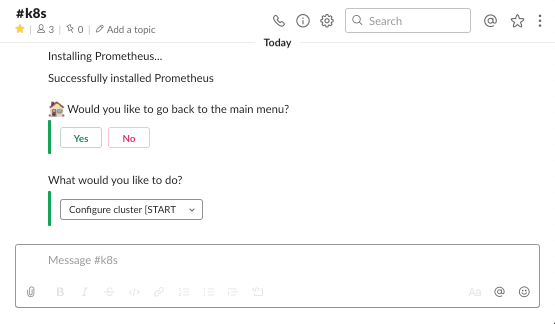 #k8s
3 | 0 | Add a topic
Search
Today
Installing Prometheus...
Successfully installed Prometheus
Would you like to go back to the main menu?
Yes No
What would you like to do?
Configure cluster [START
Message #k8s
B I S </> Aa @